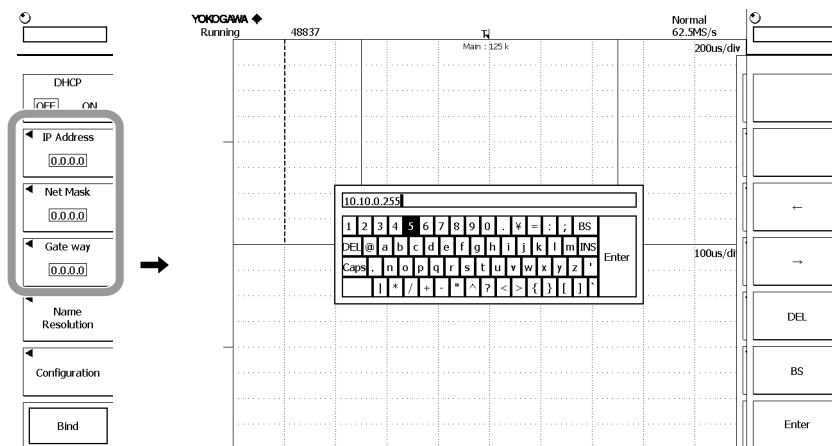 DHCP
OFF ON
IP Address
0.0.0.0
Net Mask
0.0.0.0
Gate way
0.0.0.0
Name
Resolution
Configuration
Bind
YOKOGAWA
Running 48837
Normal
62.5MS/s
Main : 125 k
200us/div
10.10.0.255
1 2 3 4 5 6 7 8 9 0 . ¥ = : ; BS
DEL @ a b c d e f g h i j k l m INS
Caps , n o p q r s t u v w x y z '
| * / + - " ^ ? < > { } [ ] `
Enter
100us/di
←
→
DEL
BS
Enter